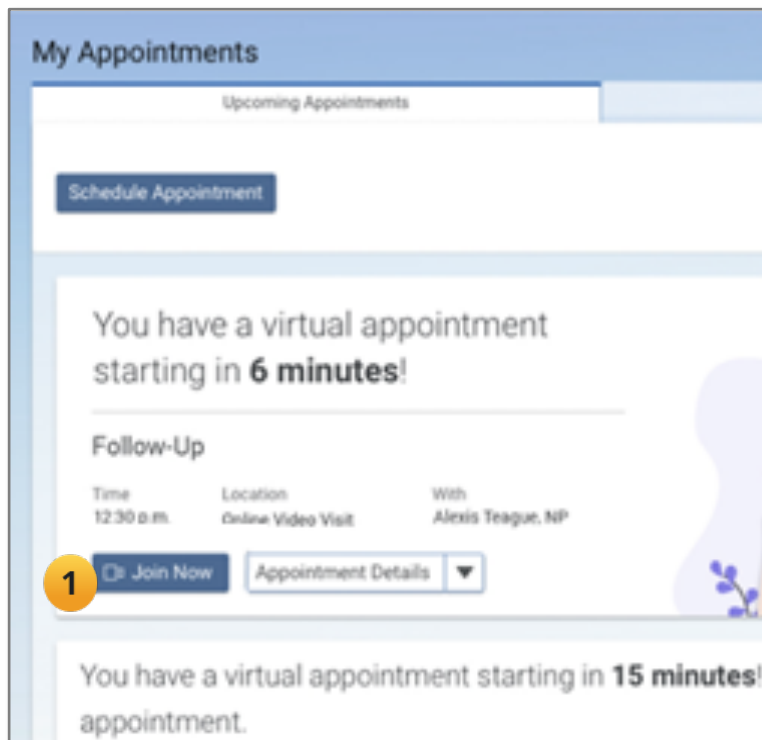 My Appointments
Upcoming Appointments
Schedule Appointment
You have a virtual appointment
starting in 6 minutes!
Follow-Up
Time Location With
12:30 p.m. Online Video Visit Alexis Teague, NP
1 Join Now Appointment Details
You have a virtual appointment starting in 15 minutes!
appointment.